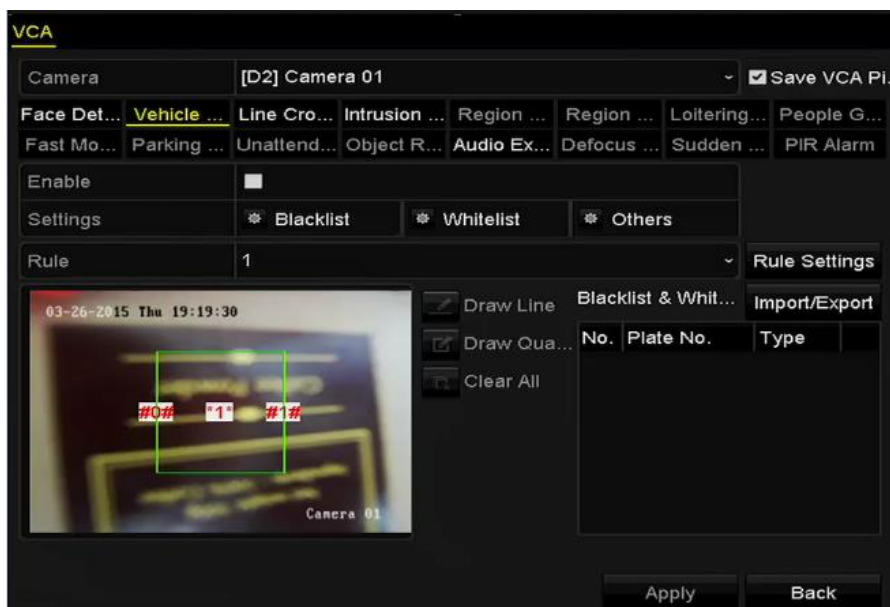 VCA
Camera [D2] Camera 01 Save VCA Pi.
Face Det... Vehicle ... Line Cro... Intrusion ... Region ... Region ... Loitering... People G...
Fast Mo... Parking ... Unattend... Object R... Audio Ex... Defocus ... Sudden ... PIR Alarm
Enable
Settings Blacklist Whitelist Others
Rule 1 Rule Settings
03-26-2015 Thu 19:19:30 Draw Line Blacklist & Whit... Import/Export
Draw Qua... No. Plate No. Type
Clear All
#0# *1* #1#
Camera 01
Apply Back